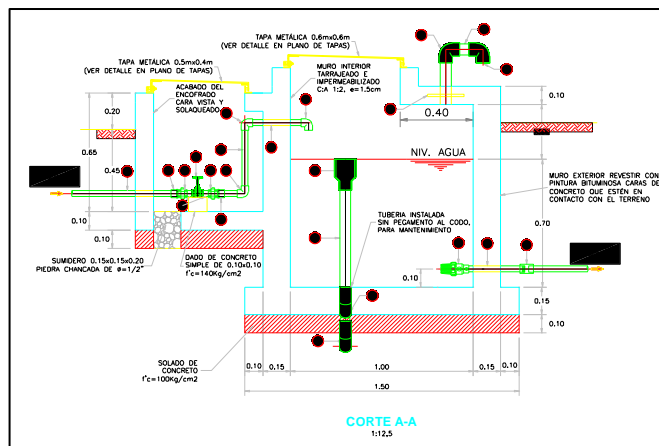 TAPA METÁLICA 0.6mx0.6m
(VER DETALLE EN PLANO DE TAPAS)
TAPA METÁLICA 0.5mx0.4m
(VER DETALLE EN PLANO DE TAPAS)
ACABADO DEL
ENCOFRADO
CARA VISTA Y
SOLAQUEADO
MURO INTERIOR
TARRAJEADO E
IMPERMEABILIZADO
C:A 1:2, e=1.5cm
0.20
0.65
0.45
0.10
0.10
0.40
0.10
NIV. AGUA
MURO EXTERIOR REVESTIR CON
PINTURA BITUMINOSA CARAS DE
CONCRETO QUE ESTÉN EN
CONTACTO CON EL TERRENO
TUBERIA INSTALADA
SIN PEGAMENTO AL CODO,
PARA MANTENIMIENTO
0.70
0.10
0.15
0.10
SUMIDERO 0.15x0.15x0.20
PIEDRA CHANCADA DE ø=1/2"
DADO DE CONCRETO
SIMPLE DE 0.10x0.10
f'c=140Kg/cm2
SOLADO DE
CONCRETO
f'c=100Kg/cm2
0.10
0.15
1.00
0.15
0.10
1.50
CORTE A-A
1:12.5